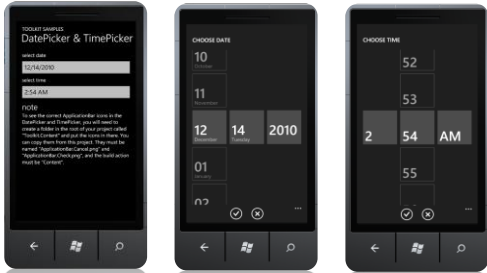 TOOLKIT SAMPLES
DatePicker & TimePicker
select date
12/14/2010
select time
2:54 AM
note
To see the correct ApplicationBar icons in the
DatePicker and TimePicker, you will need to
create a folder in the root of your project called
"Toolkit.Content" and put the icons in there. You
can copy them from this project. They must be
named "ApplicationBar.Cancel.png" and
"ApplicationBar.Check.png", and the build action
must be "Content".
CHOOSE DATE
10
October
11
November
12
December
14
Tuesday
2010
01
January
02
CHOOSE TIME
52
53
2
54
AM
55